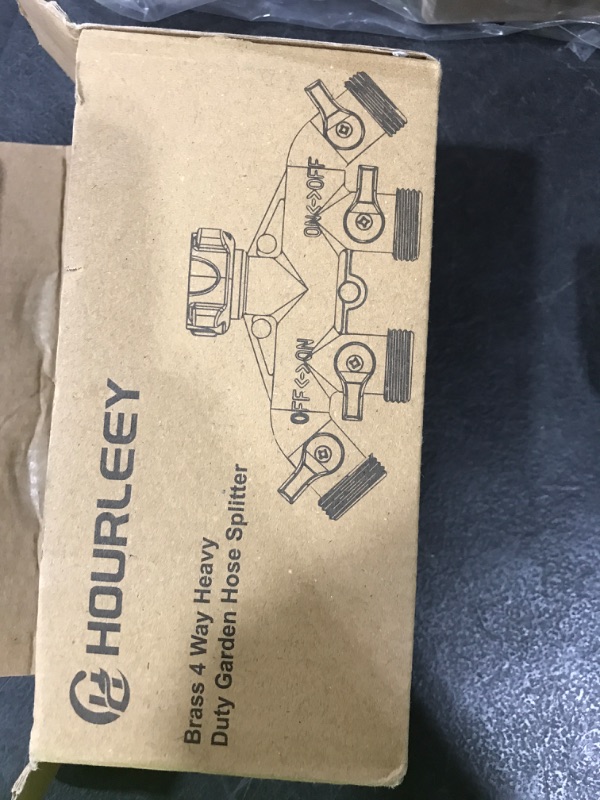 HOURLEEY
Brass 4 Way Heavy
Duty Garden Hose Splitter
OFF<->ON
ON<->OFF